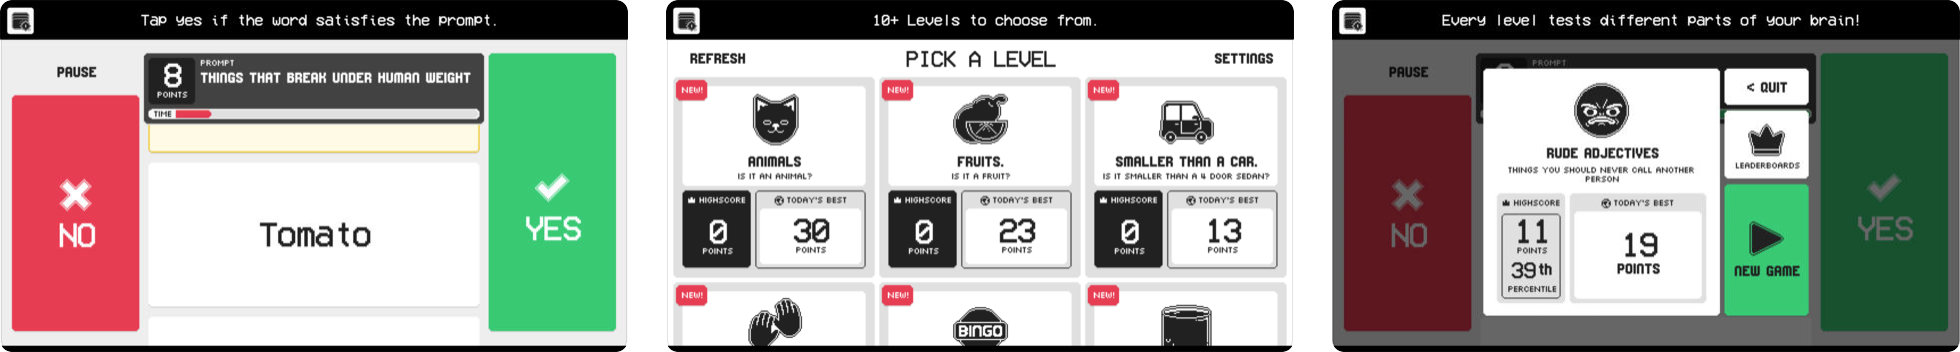 Tap yes if the word satisfies the prompt.
PAUSE
8
POINTS
PROMPT
THINGS THAT BREAK UNDER HUMAN WEIGHT
TIME
NO
Tomato
YES
10+ Levels to choose from.
REFRESH
PICK A LEVEL
SETTINGS
NEW!
ANIMALS
IS IT AN ANIMAL?
HIGHSCORE
0
POINTS
TODAY'S BEST
30
POINTS
NEW!
FRUITS.
IS IT A FRUIT?
HIGHSCORE
0
POINTS
TODAY'S BEST
23
POINTS
NEW!
SMALLER THAN A CAR.
IS IT SMALLER THAN A 4 DOOR SEDAN?
HIGHSCORE
0
POINTS
TODAY'S BEST
13
POINTS
NEW!
NEW!
BINGO
NEW!
Every level tests different parts of your brain!
PAUSE
PROMPT
NO
RUDE ADJECTIVES
THINGS YOU SHOULD NEVER CALL ANOTHER
PERSON
HIGHSCORE
11
POINTS
39th
PERCENTILE
TODAY'S BEST
19
POINTS
< QUIT
LEADERBOARDS
NEW GAME
YES